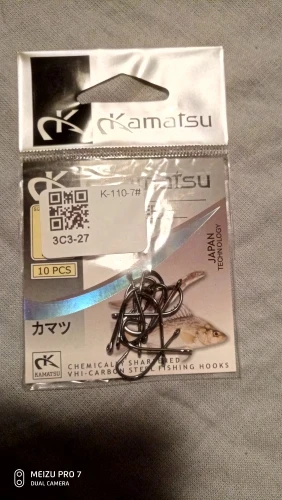 Kamatsu
Kamatsu
K-110-7#
3C3-27
10 PCS
JAPAN
TECHNOLOGY
カマツ
KAMATSU
CHEMICALLY SHARPENED
VHI-CARBON STEEL FISHING HOOKS
MEIZU PRO 7
DUAL CAMERA